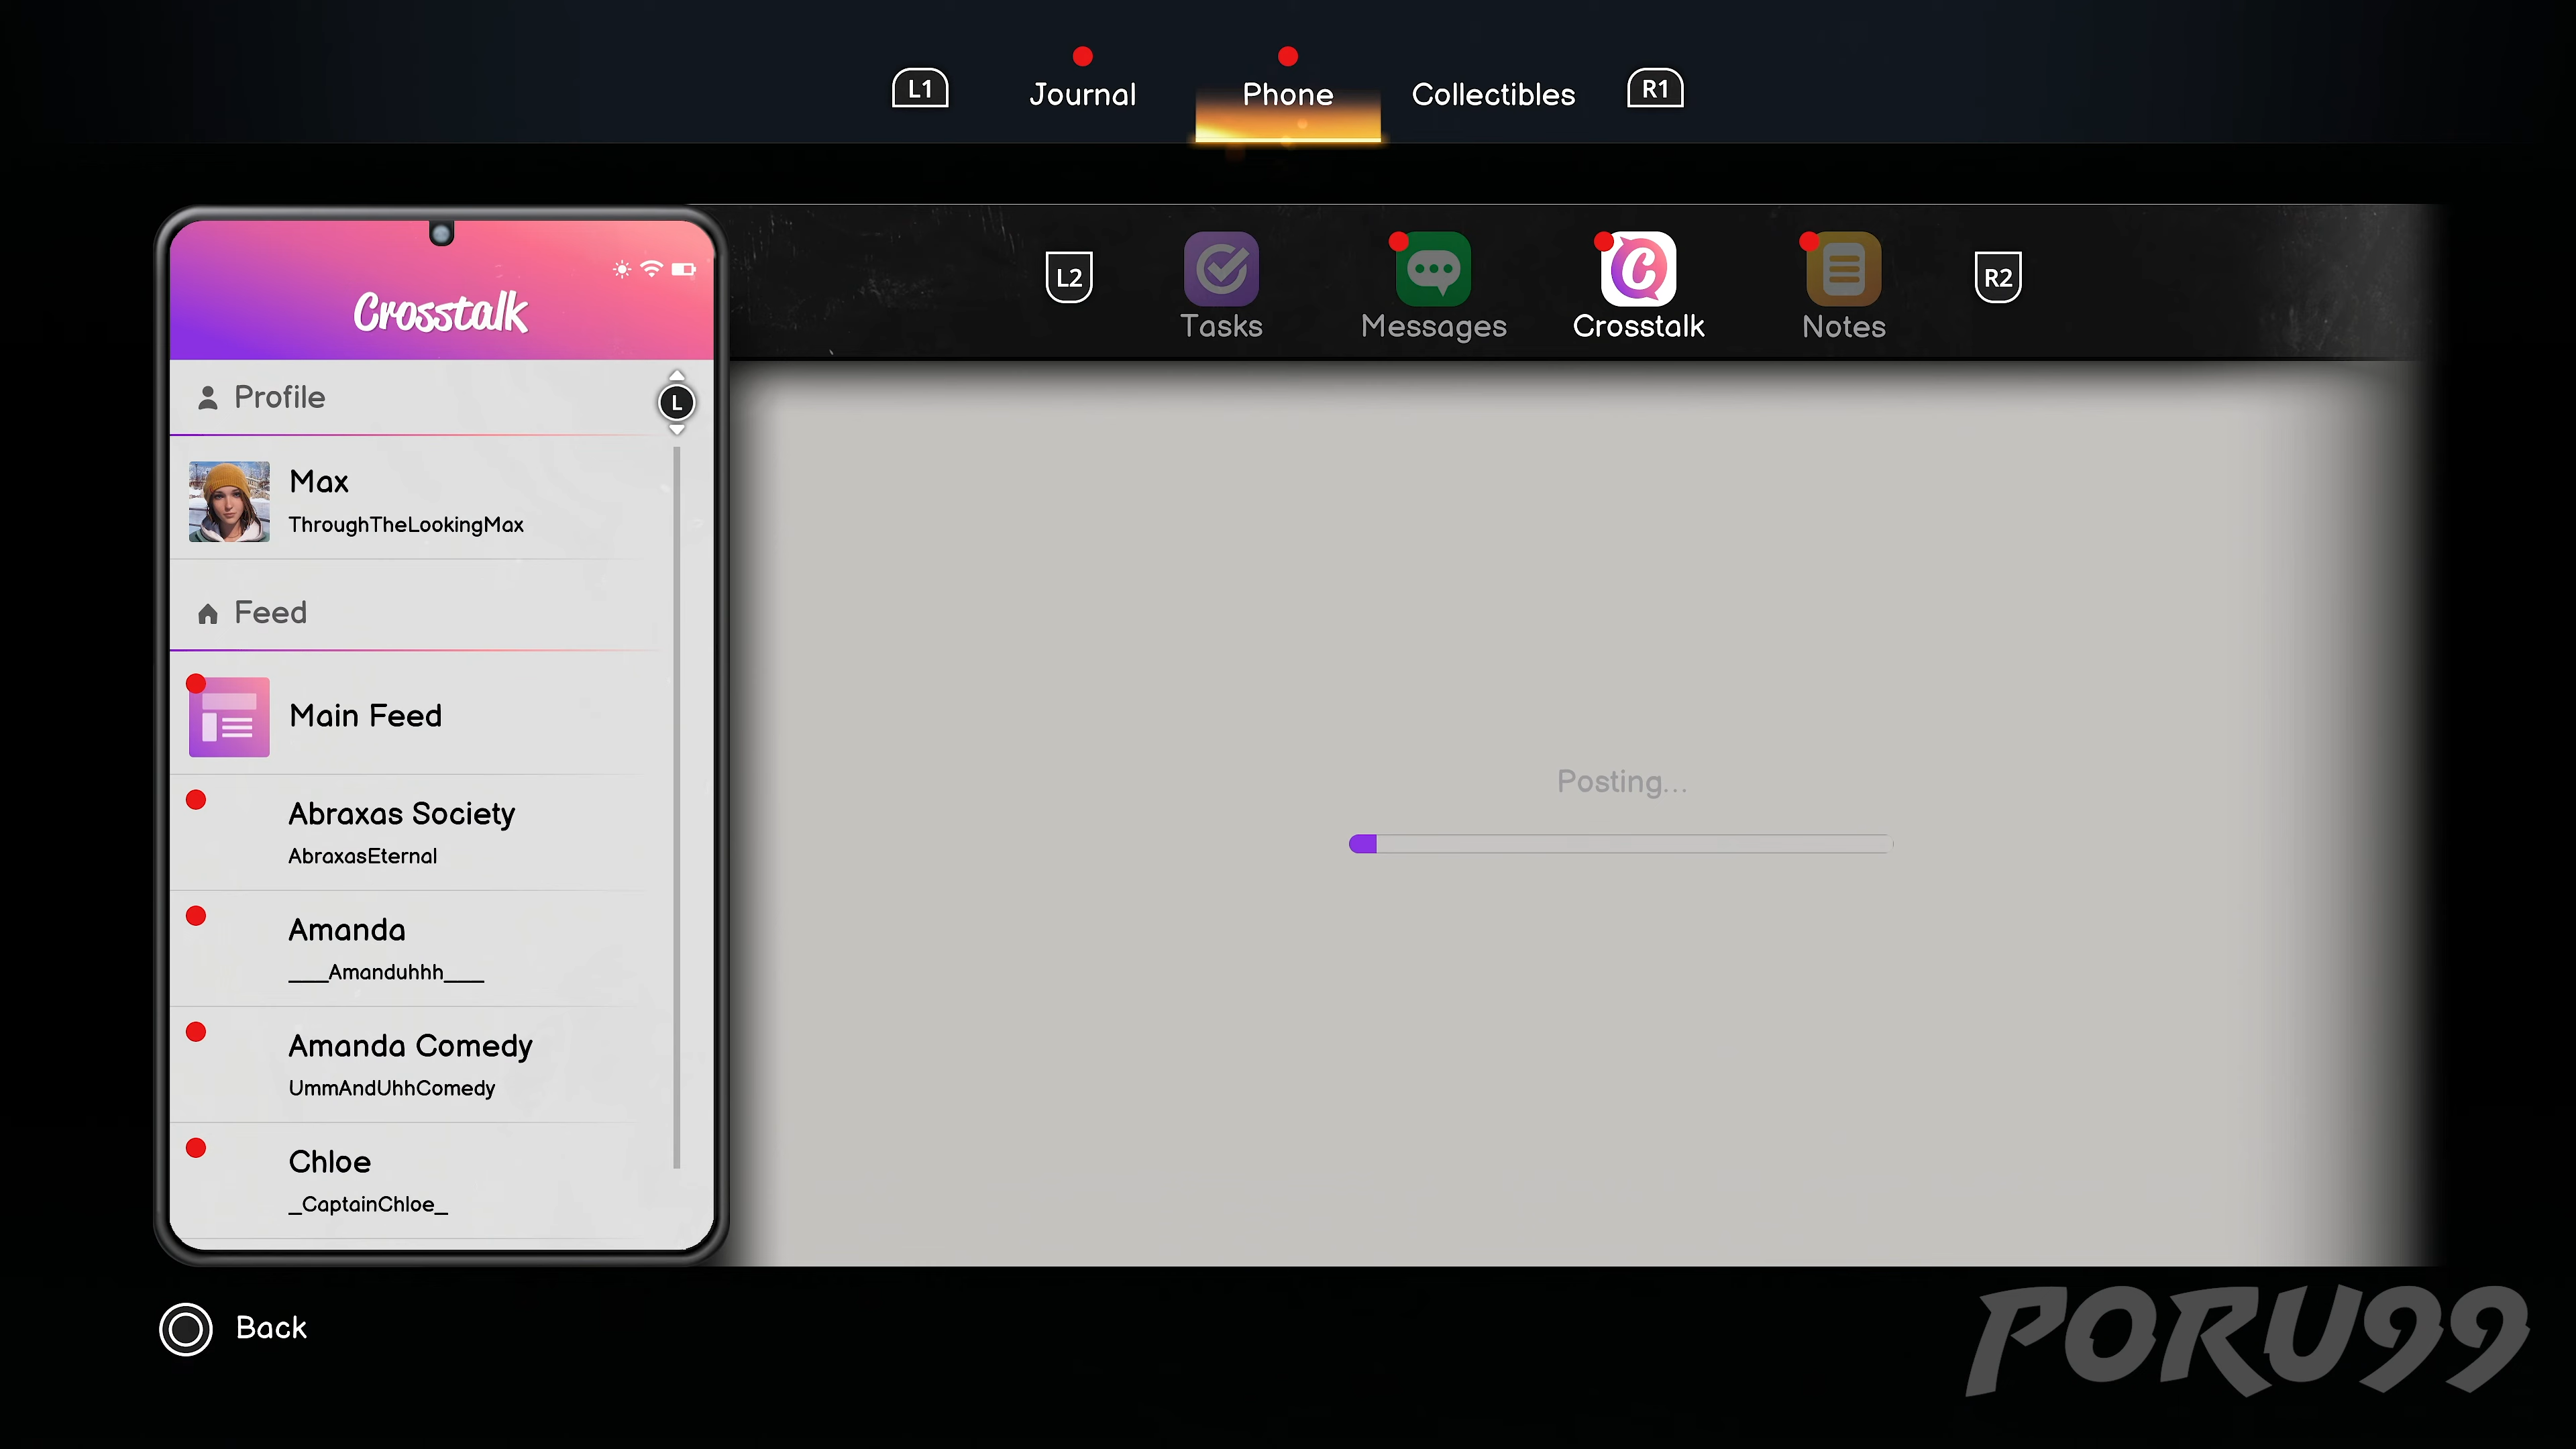 L1 Journal Phone Collectibles R1
Crosstalk
L2 Tasks Messages Crosstalk Notes R2
Profile
L
Max
ThroughTheLookingMax
Feed
Main Feed
Abraxas Society
AbraxasEternal
Amanda
____Amanduhhh____
Amanda Comedy
UmmAndUhhComedy
Chloe
_CaptainChloe_
Posting...
Back
PORU99